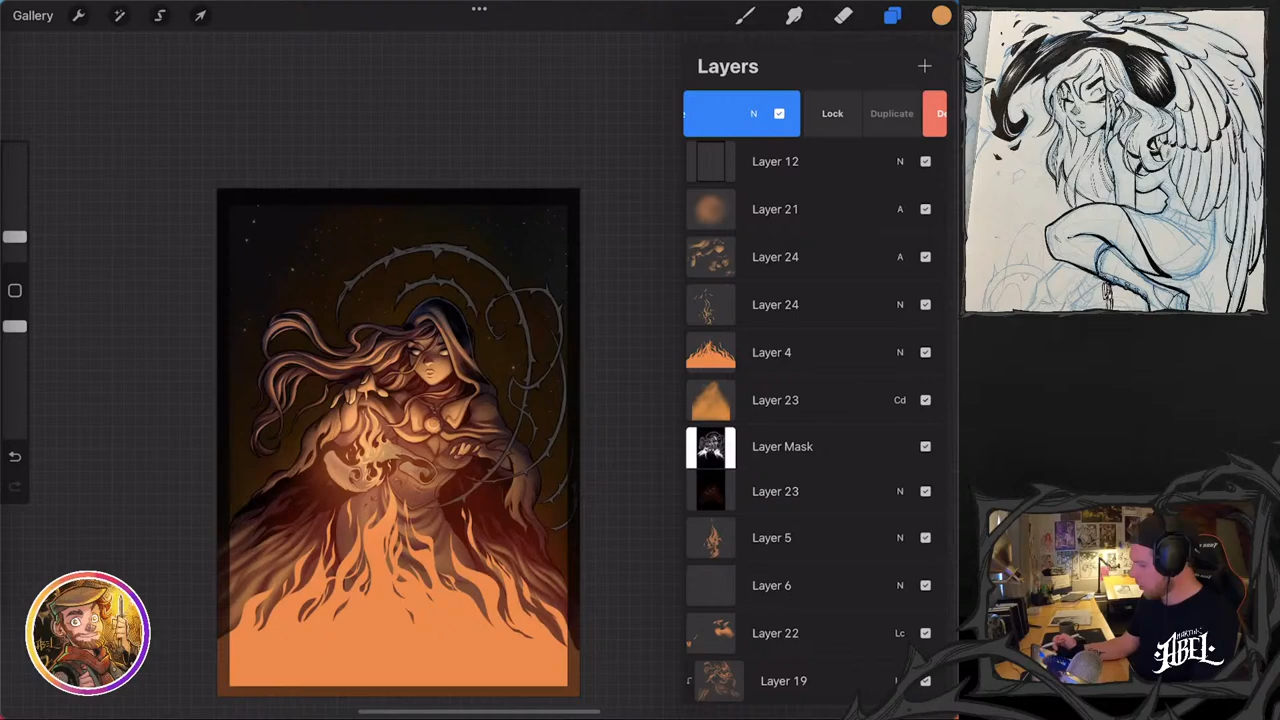 Gallery
Layers
N
Lock
Duplicate
Layer 12
N
Layer 21
A
Layer 24
A
Layer 24
N
Layer 4
N
Layer 23
Cd
Layer Mask
Layer 23
N
Layer 5
N
Layer 6
N
Layer 22
Lc
Layer 19
MARTIN
ABEL